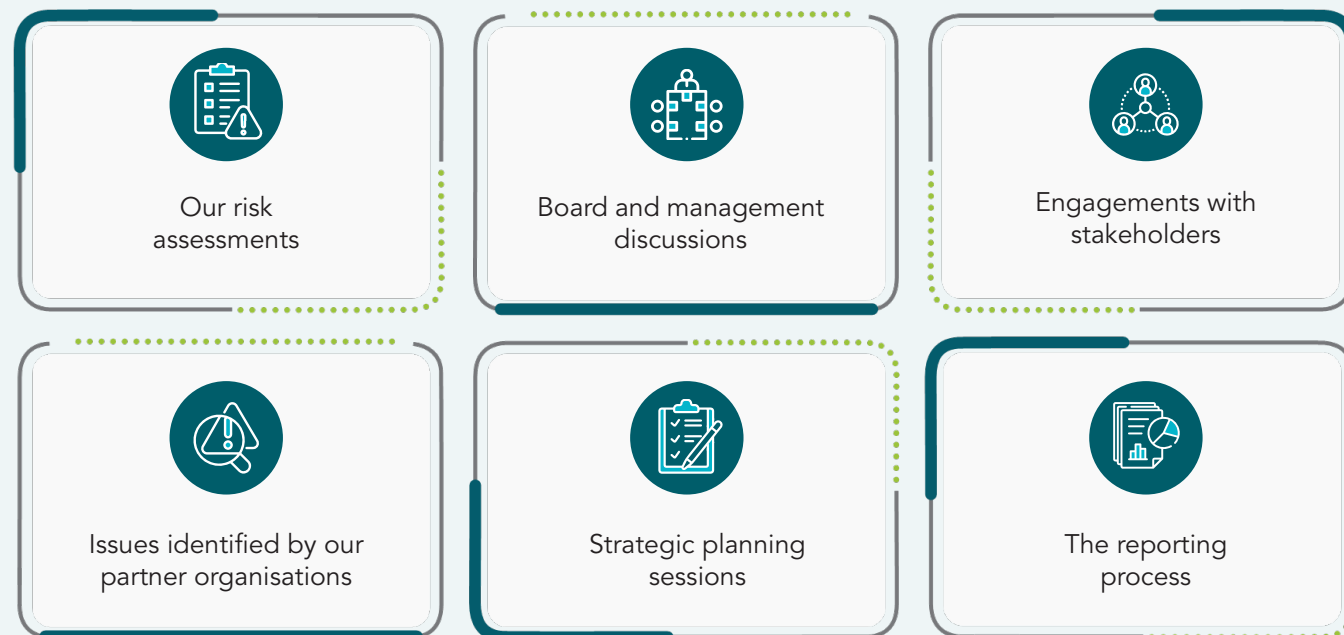 Our risk
assessments
Board and management
discussions
Engagements with
stakeholders
Issues identified by our
partner organisations
Strategic planning
sessions
The reporting
process